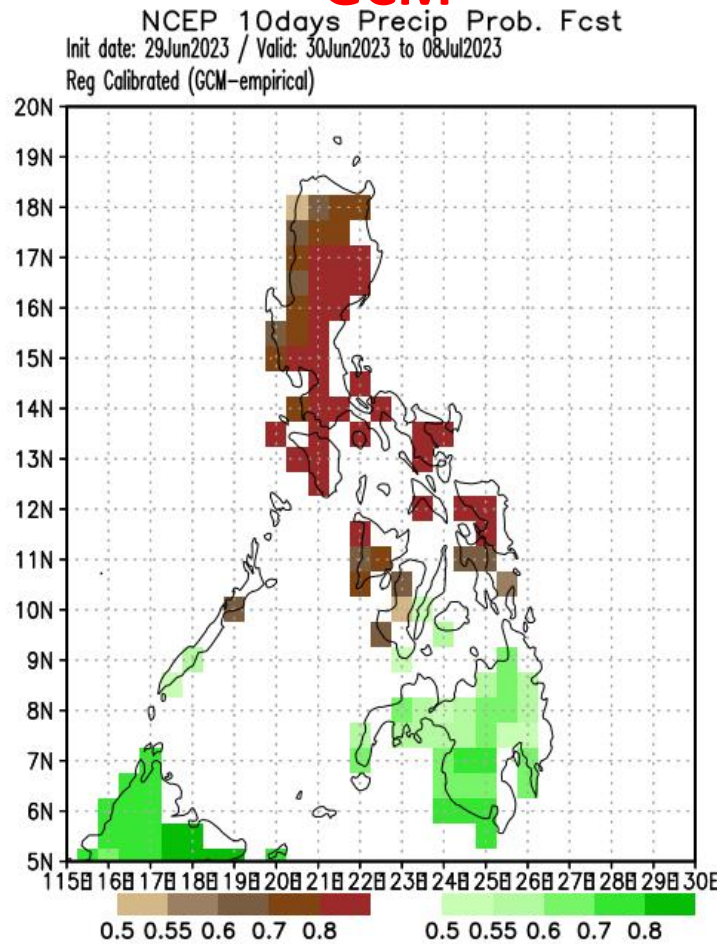 GCM
NCEP 10days Precip Prob. Fcst
Init date: 29Jun2023 / Valid: 30Jun2023 to 08Jul2023
Reg Calibrated (GCM-empirical)
20N
19N
18N
17N
16N
15N
14N
13N
12N
11N
10N
9N
8N
7N
6N
5N
115E 116E 117E 118E 119E 120E 121E 122E 123E 124E 125E 126E 127E 128E 129E 130E
0.5 0.55 0.6 0.7 0.8 0.5 0.55 0.6 0.7 0.8